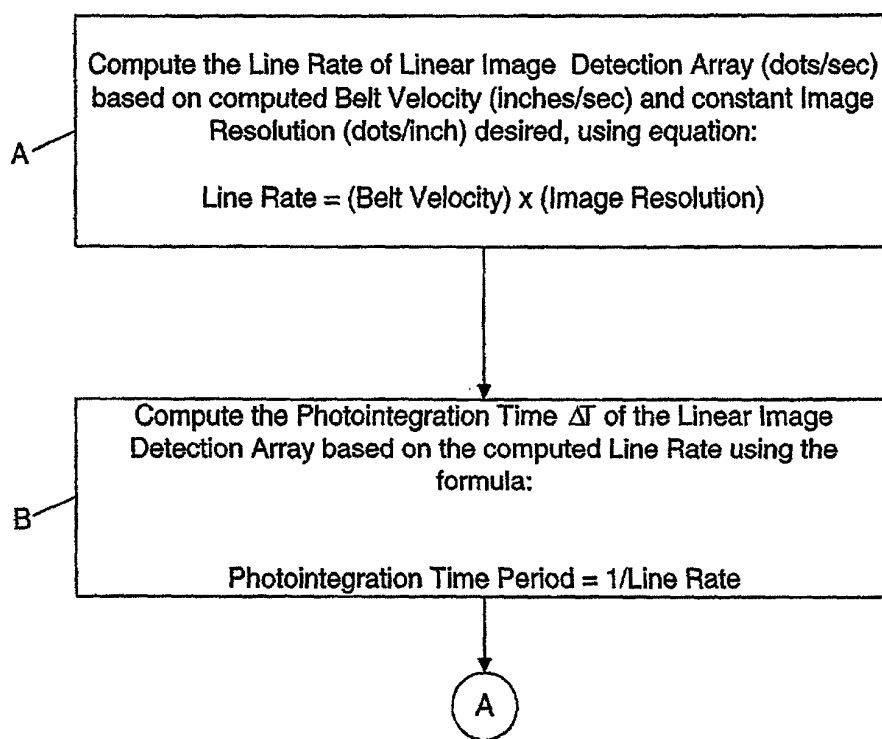 Compute the Line Rate of Linear Image Detection Array (dots/sec)
based on computed Belt Velocity (inches/sec) and constant Image
Resolution (dots/inch) desired, using equation:
A
Line Rate = (Belt Velocity) x (Image Resolution)
Compute the Photointegration Time ΔT of the Linear Image
Detection Array based on the computed Line Rate using the
formula:
B
Photointegration Time Period = 1/Line Rate
A